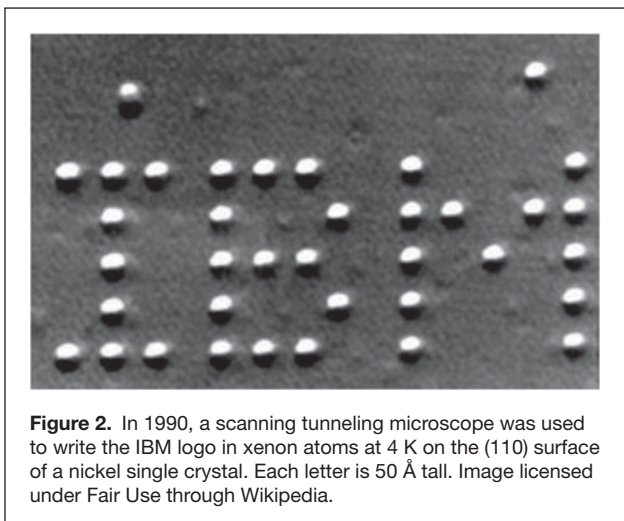 IBM
Figure 2. In 1990, a scanning tunneling microscope was used
to write the IBM logo in xenon atoms at 4 K on the (110) surface
of a nickel single crystal. Each letter is 50 Å tall. Image licensed
under Fair Use through Wikipedia.